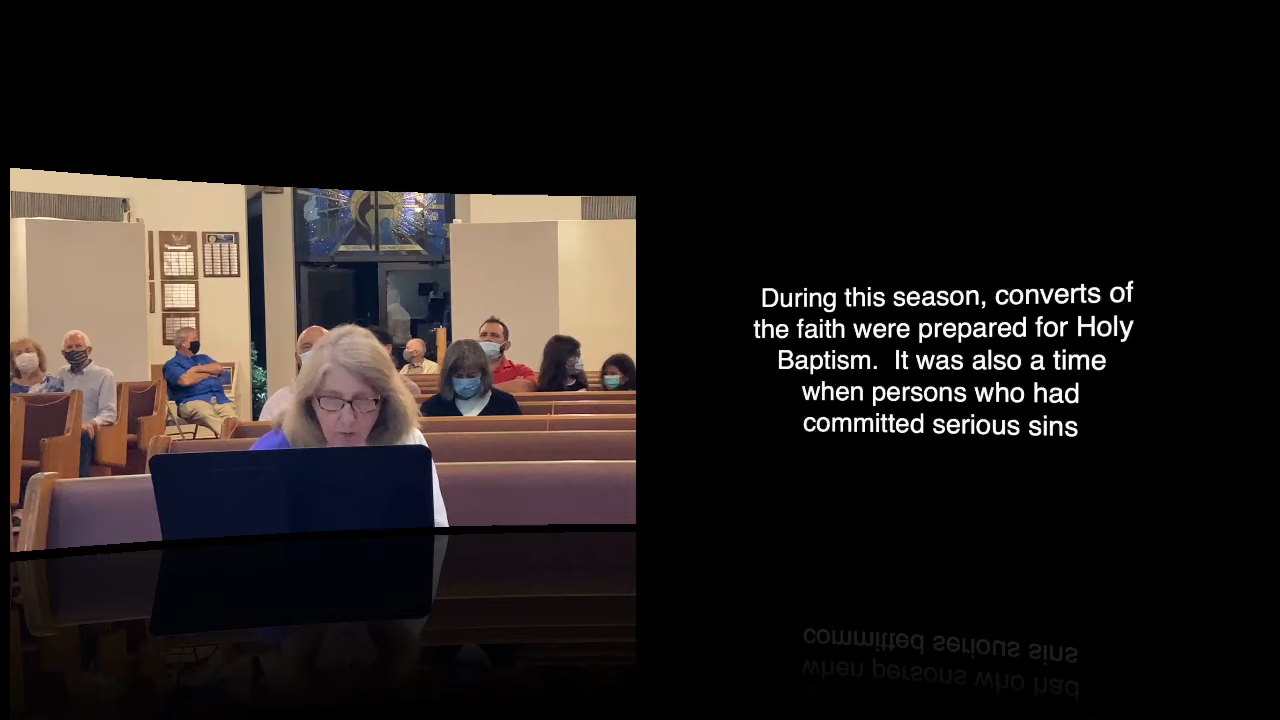 During this season, converts of
the faith were prepared for Holy
Baptism.  It was also a time
when persons who had
committed serious sins